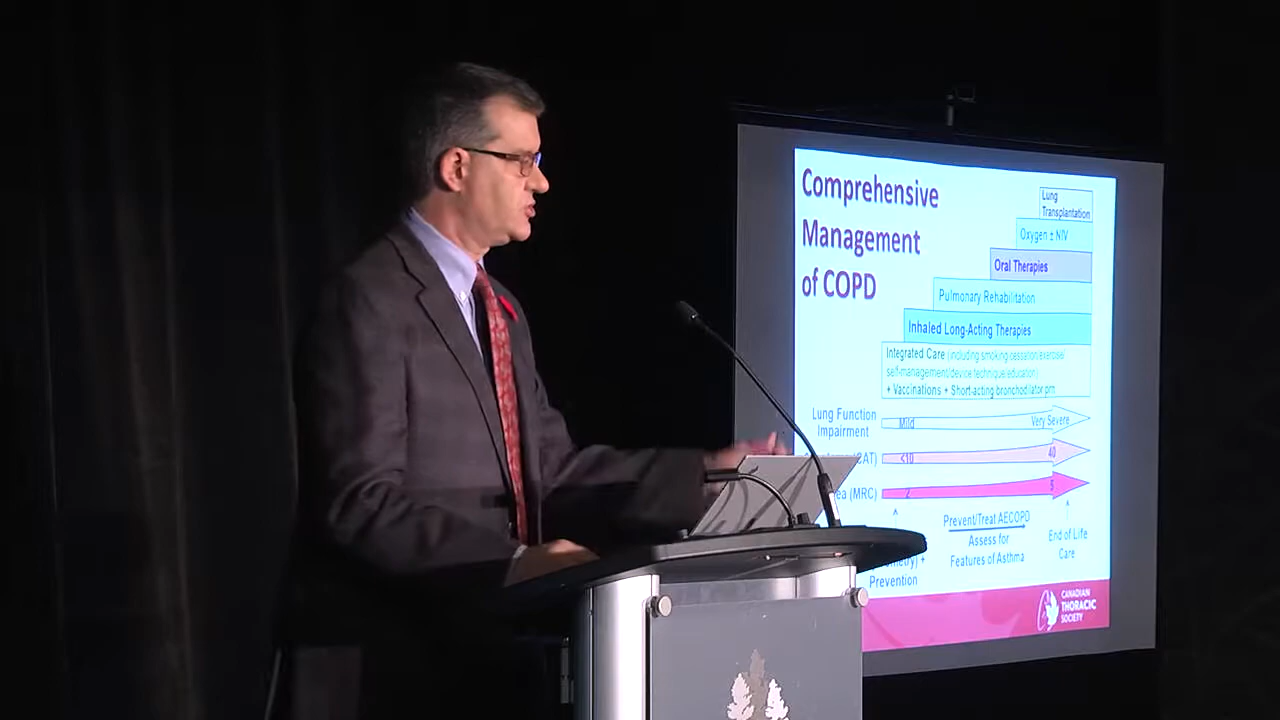 Comprehensive
Management
of COPD
Lung
Transplantation
Oxygen ± NIV
Oral Therapies
Pulmonary Rehabilitation
Inhaled Long-Acting Therapies
Integrated Care (including smoking cessation/exercise/
self-management/device technique/education)
+ Vaccinations + Short-acting bronchodilator prn
Lung Function
Impairment
Mild
Very Severe
<10
40
(MRC)
2
5
Prevent/Treat AECOPD
Assess for
Features of Asthma
End of Life
Care
Prevention
CANADIAN
THORACIC
SOCIETY